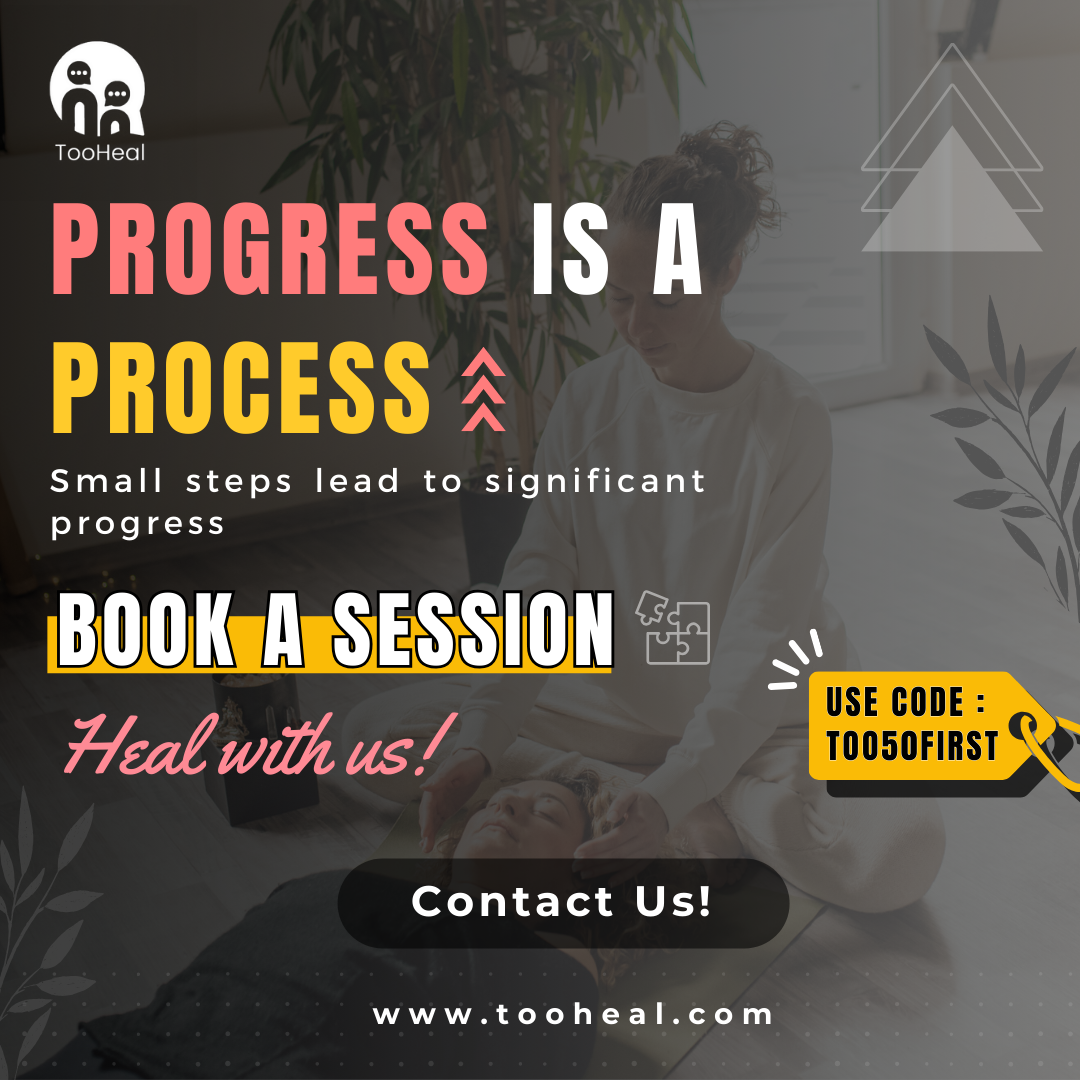 TooHeal
PROGRESS IS A
PROCESS
Small steps lead to significant
progress
BOOK A SESSION
Heal with us!
USE CODE :
TOO50FIRST
Contact Us!
www.tooheal.com